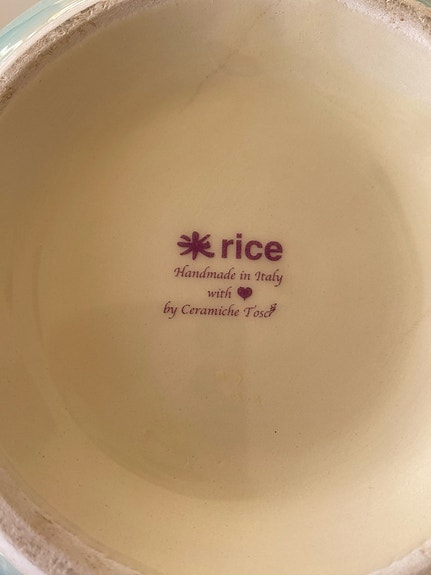 rice
Handmade in Italy
with ♥
by Ceramiche